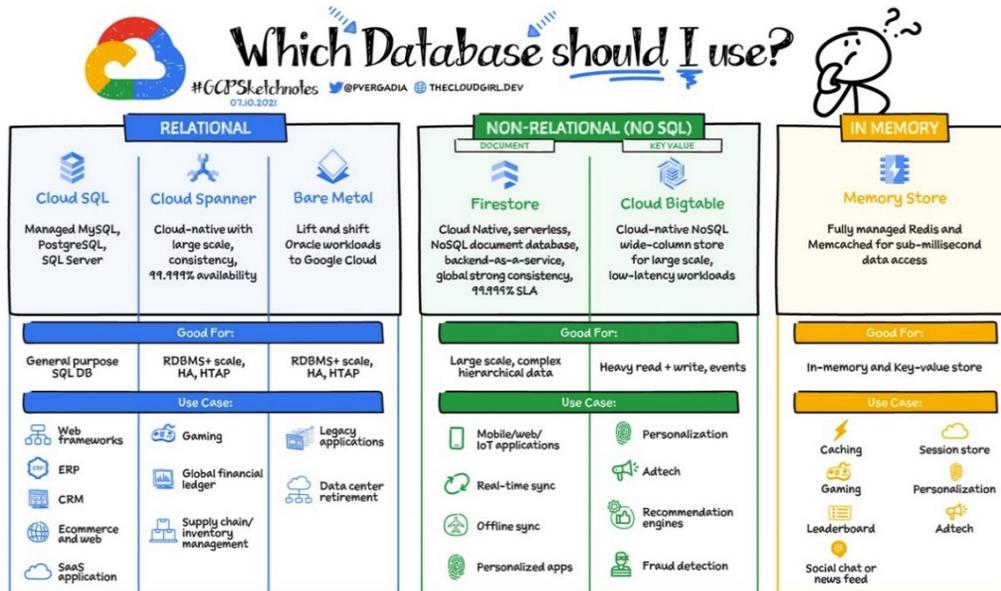 Which Database should I use?
#GCPSketchnotes @PVERGADIA THECLOUDGIRL.DEV
07.10.2021
RELATIONAL
Cloud SQL
Managed MySQL,
PostgreSQL,
SQL Server
Cloud Spanner
Cloud-native with
large scale,
consistency,
99.999% availability
Bare Metal
Lift and shift
Oracle workloads
to Google Cloud
Good For:
General purpose
SQL DB
RDBMS+ scale,
HA, HTAP
RDBMS+ scale,
HA, HTAP
Use Case:
Web
frameworks
ERP
ERP
CRM
Ecommerce
and web
SaaS
application
Gaming
Global financial
ledger
Supply chain/
inventory
management
Legacy
applications
Data center
retirement
NON-RELATIONAL (NO SQL)
DOCUMENT
KEY VALUE
Firestore
Cloud Native, serverless,
NoSQL document database,
backend-as-a-service,
global strong consistency,
99.999% SLA
Cloud Bigtable
Cloud-native NoSQL
wide-column store
for large scale,
low-latency workloads
Good For:
Large scale, complex
hierarchical data
Heavy read + write, events
Use Case:
Mobile/web/
IoT applications
Real-time sync
Offline sync
Personalized apps
Personalization
Adtech
Recommendation
engines
Fraud detection
IN MEMORY
Memory Store
Fully managed Redis and
Memcached for sub-millisecond
data access
Good For:
In-memory and Key-value store
Use Case:
Caching
Session store
Gaming
Personalization
Leaderboard
Adtech
Social chat or
news feed